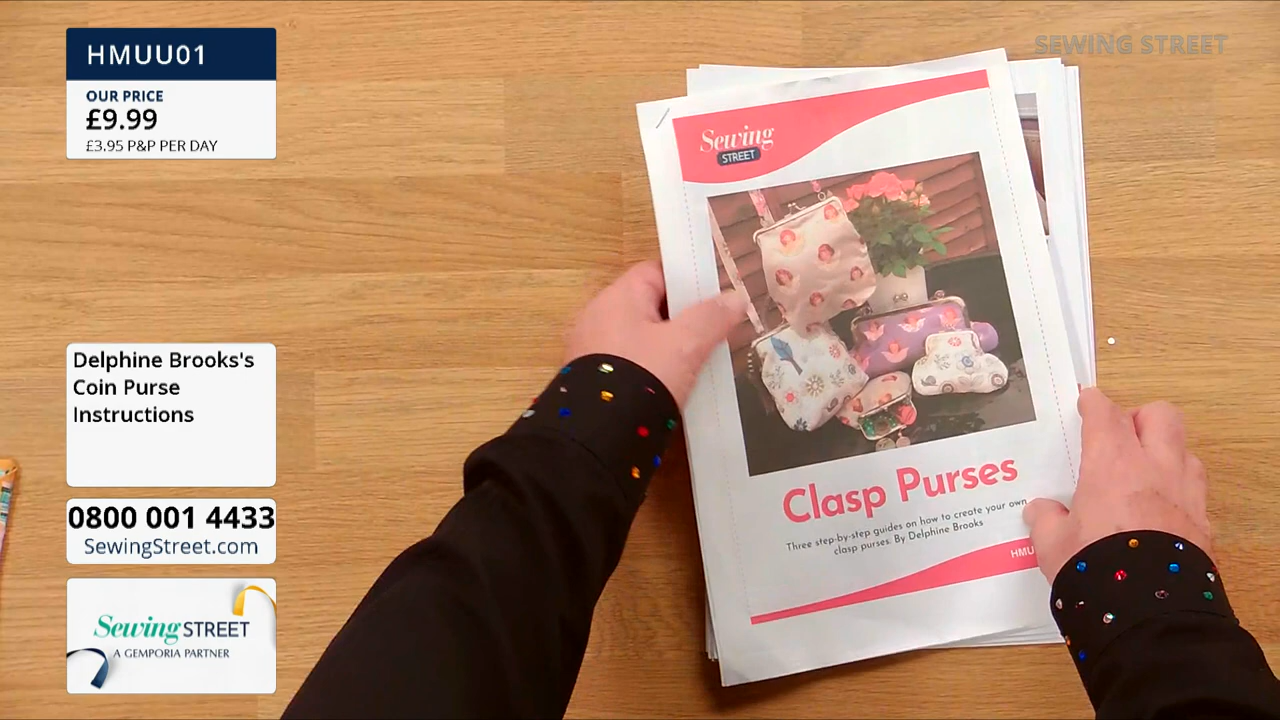 HMUU01
OUR PRICE
£9.99
£3.95 P&P PER DAY
Delphine Brooks's
Coin Purse
Instructions
0800 001 4433
SewingStreet.com
Sewing STREET
A GEMPORIA PARTNER
SEWING STREET
Sewing
STREET
Clasp Purses
Three step-by-step guides on how to create your own
clasp purses. By Delphine Brooks
HMU